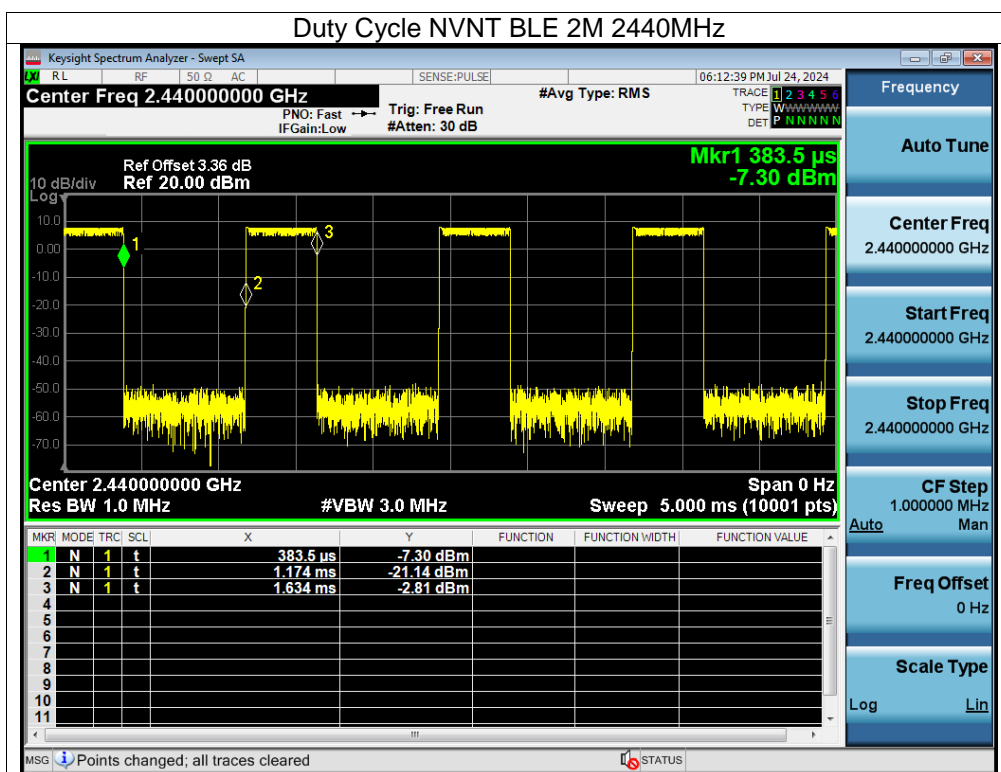 Duty Cycle NVNT BLE 2M 2440MHz
Keysight Spectrum Analyzer - Swept SA
LXI RL RF 50 Ω AC SENSE:PULSE 06:12:39 PM Jul 24, 2024
Center Freq 2.440000000 GHz #Avg Type: RMS TRACE 1 2 3 4 5 6
PNO: Fast Trig: Free Run TYPE WWWWWW
IFGain:Low #Atten: 30 dB DET P N N N N N
Mkr1 383.5 µs
Ref Offset 3.36 dB
10 dB/div Ref 20.00 dBm -7.30 dBm
Log
10.0
0.00
-10.0
-20.0
-30.0
-40.0
-50.0
-60.0
-70.0
1
2
3
Center 2.440000000 GHz Span 0 Hz
Res BW 1.0 MHz #VBW 3.0 MHz Sweep 5.000 ms (10001 pts)
MKR MODE TRC SCL X Y FUNCTION FUNCTION WIDTH FUNCTION VALUE
1 N 1 t 383.5 µs -7.30 dBm
2 N 1 t 1.174 ms -21.14 dBm
3 N 1 t 1.634 ms -2.81 dBm
4
5
6
7
8
9
10
11
MSG Points changed; all traces cleared STATUS
Frequency
Auto Tune
Center Freq
2.440000000 GHz
Start Freq
2.440000000 GHz
Stop Freq
2.440000000 GHz
CF Step
1.000000 MHz
Auto Man
Freq Offset
0 Hz
Scale Type
Log Lin